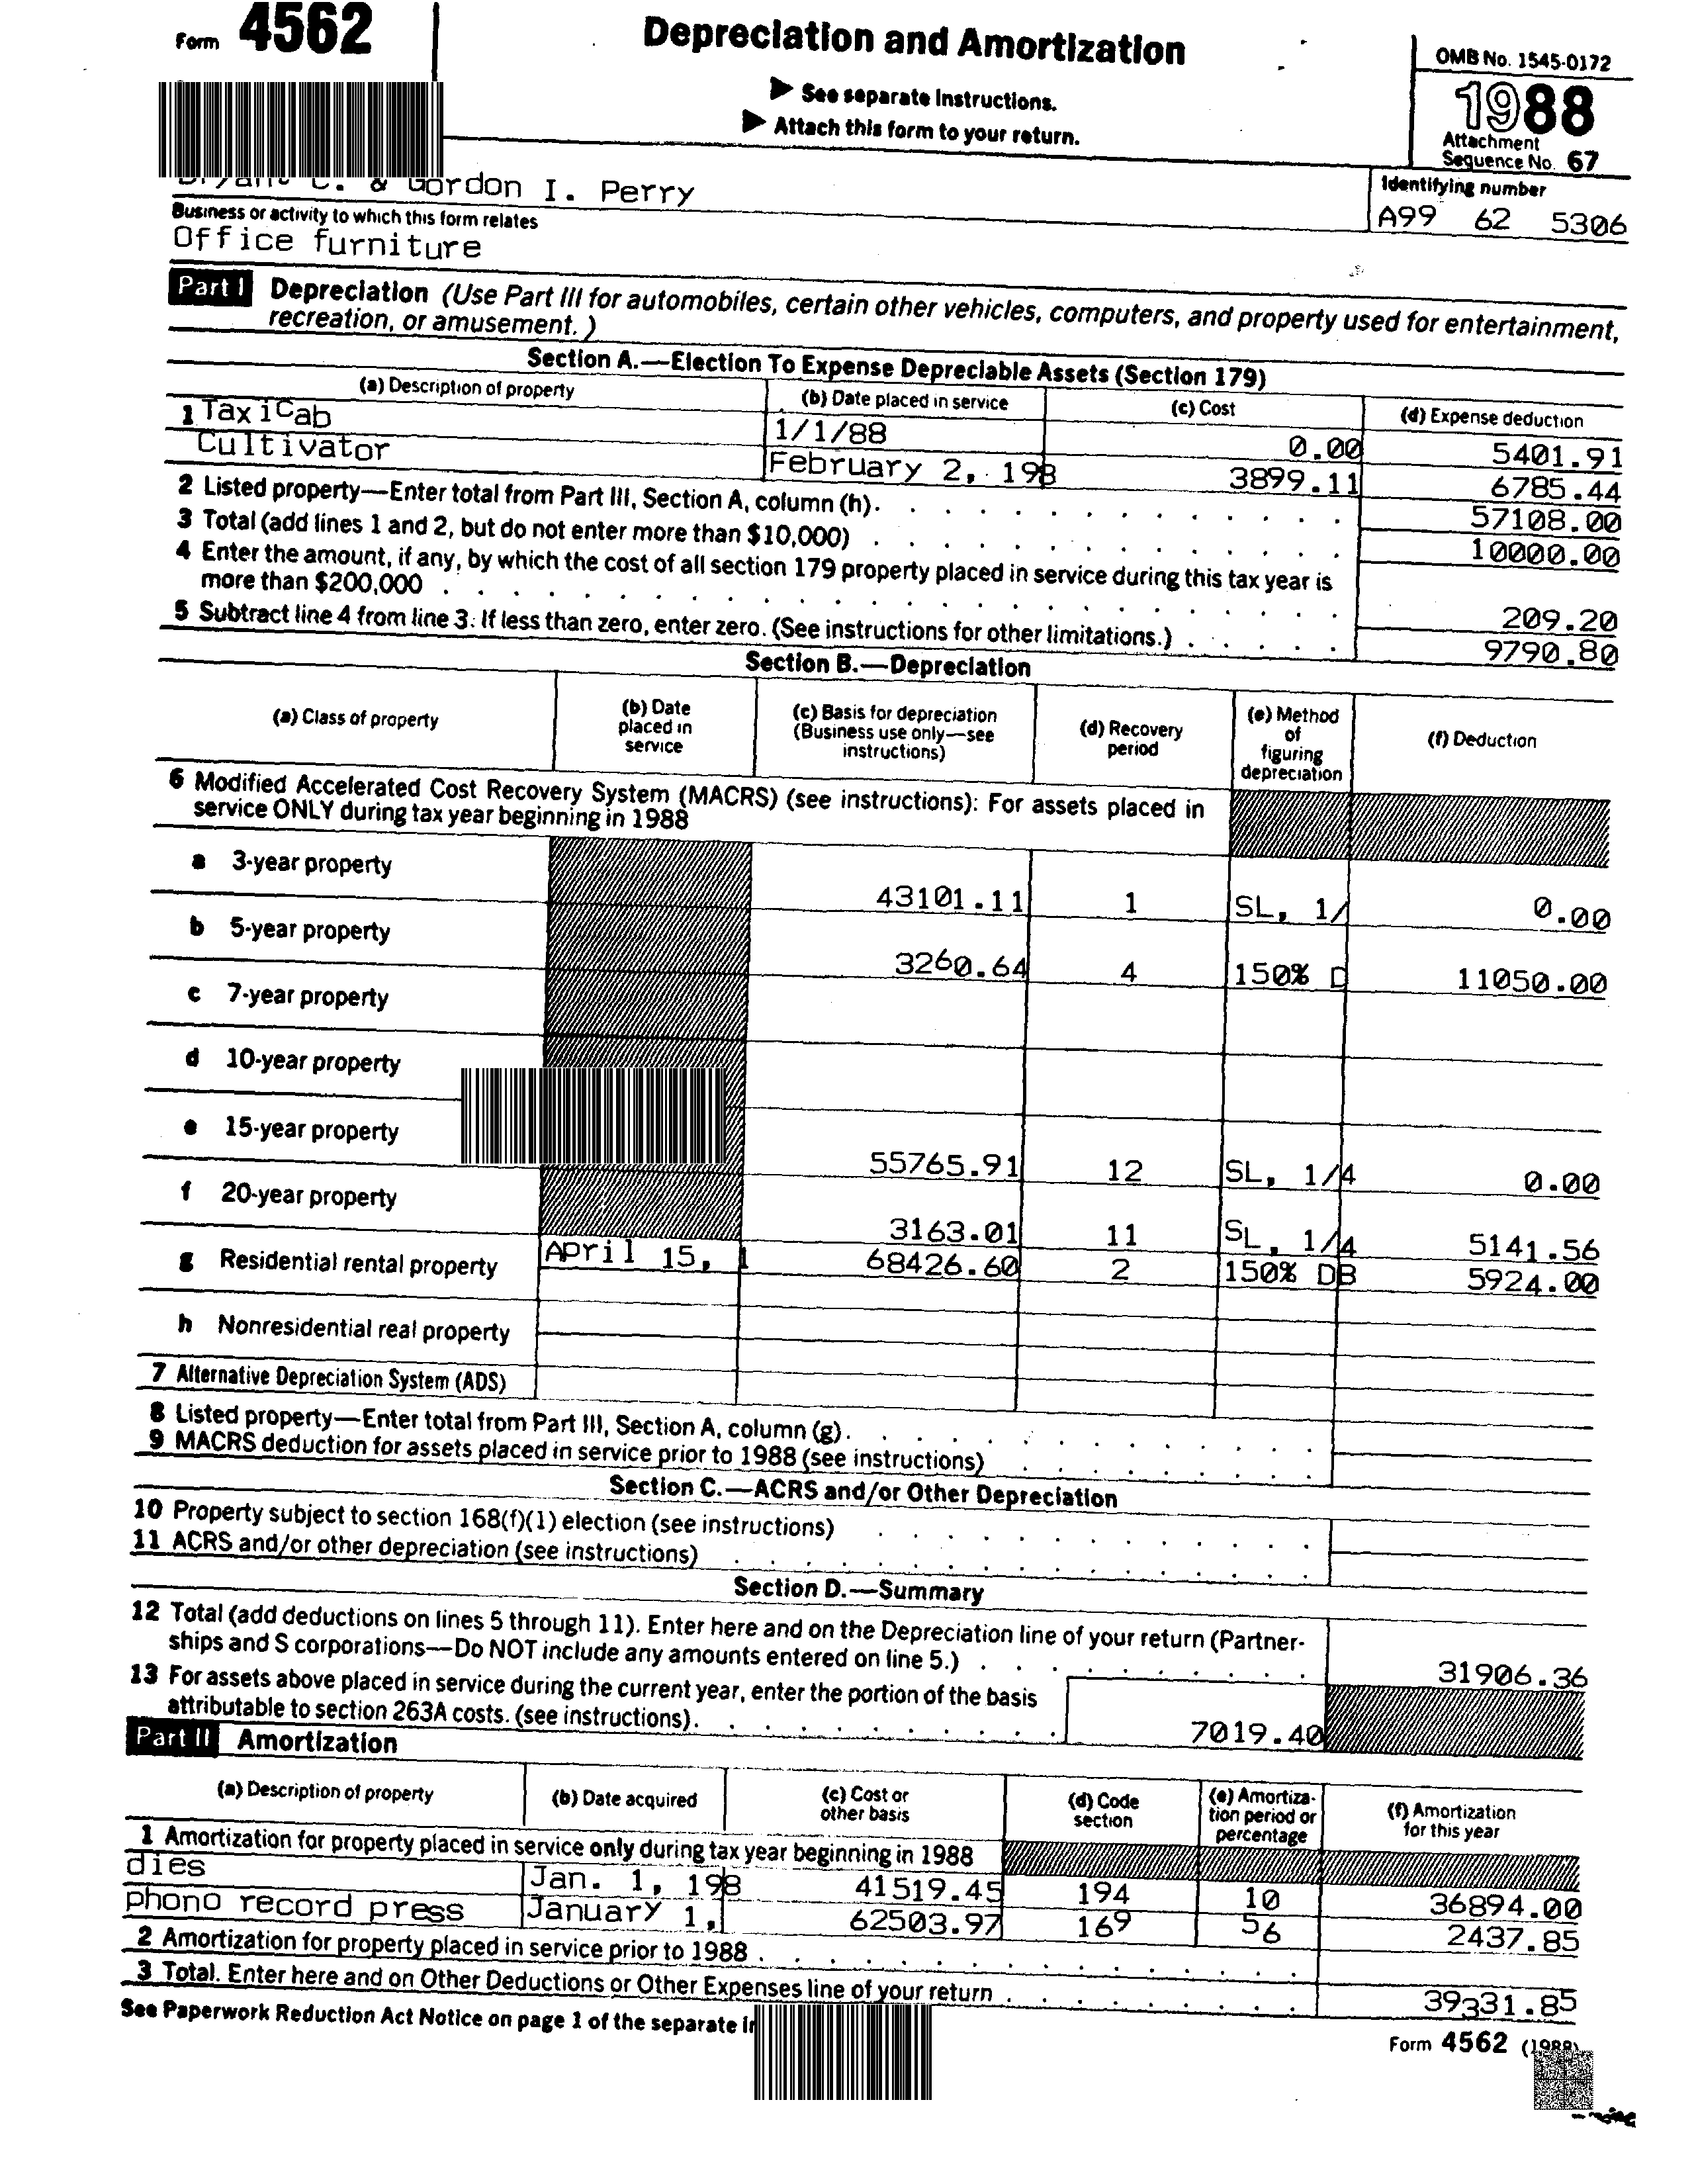 Form 4562
Depreciation and Amortization
► See separate instructions.
► Attach this form to your return.
OMB No. 1545-0172
1988
Attachment
Sequence No. 67
& Gordon I. Perry
Identifying number
A99 62 5306
Business or activity to which this form relates
Office furniture
Part I Depreciation (Use Part III for automobiles, certain other vehicles, computers, and property used for entertainment,
recreation, or amusement.)
Section A.—Election To Expense Depreciable Assets (Section 179)
(a) Description of property (b) Date placed in service (c) Cost (d) Expense deduction
1 Taxicab 1/1/88 0.00 5401.91
Cultivator February 2, 198 3899.11 6785.44
2 Listed property—Enter total from Part III, Section A, column (h). 57108.00
3 Total (add lines 1 and 2, but do not enter more than $10,000) 10000.00
4 Enter the amount, if any, by which the cost of all section 179 property placed in service during this tax year is
more than $200,000 209.20
5 Subtract line 4 from line 3. If less than zero, enter zero. (See instructions for other limitations.) 9790.80
Section B.—Depreciation
(a) Class of property (b) Date placed in service (c) Basis for depreciation (Business use only—see instructions) (d) Recovery period (e) Method of figuring depreciation (f) Deduction
6 Modified Accelerated Cost Recovery System (MACRS) (see instructions): For assets placed in
service ONLY during tax year beginning in 1988
a 3-year property 43101.11 1 SL, 1/ 0.00
b 5-year property 3260.64 4 150% D 11050.00
c 7-year property
d 10-year property
e 15-year property 55765.91 12 SL, 1/4 0.00
f 20-year property 3163.01 11 SL, 1/4 5141.56
g Residential rental property April 15, 1 68426.60 2 150% DB 5924.00
h Nonresidential real property
7 Alternative Depreciation System (ADS)
8 Listed property—Enter total from Part III, Section A, column (g).
9 MACRS deduction for assets placed in service prior to 1988 (see instructions)
Section C.—ACRS and/or Other Depreciation
10 Property subject to section 168(f)(1) election (see instructions)
11 ACRS and/or other depreciation (see instructions)
Section D.—Summary
12 Total (add deductions on lines 5 through 11). Enter here and on the Depreciation line of your return (Partner-
ships and S corporations—Do NOT include any amounts entered on line 5.) 31906.36
13 For assets above placed in service during the current year, enter the portion of the basis
attributable to section 263A costs. (see instructions). 7019.40
Part II Amortization
(a) Description of property (b) Date acquired (c) Cost or other basis (d) Code section (e) Amortiza-tion period or percentage (f) Amortization for this year
1 Amortization for property placed in service only during tax year beginning in 1988
dies Jan. 1, 198 41519.45 194 10 36894.00
phono record press January 1, 62503.97 169 56 2437.85
2 Amortization for property placed in service prior to 1988
3 Total. Enter here and on Other Deductions or Other Expenses line of your return 39331.85
See Paperwork Reduction Act Notice on page 1 of the separate
Form 4562 (1988)